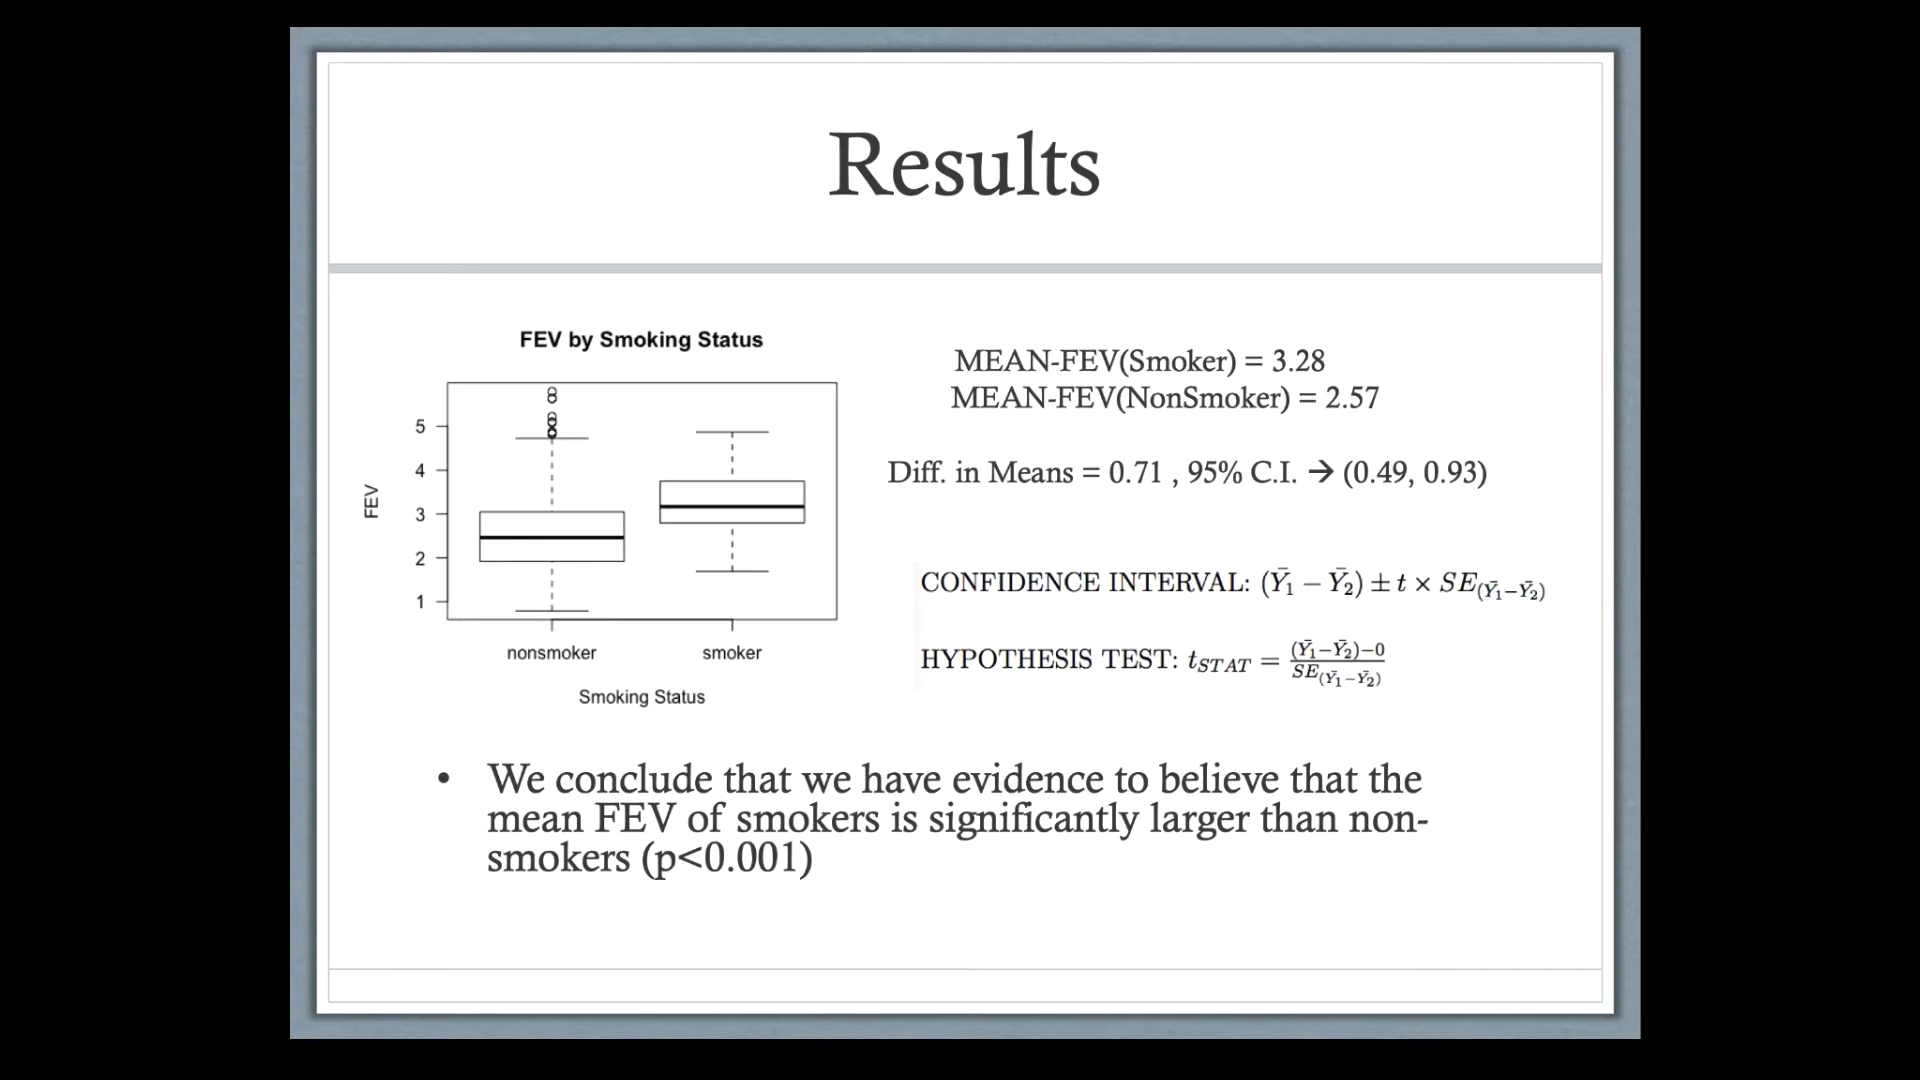 Results
FEV by Smoking Status
FEV
5
4
3
2
1
nonsmoker
smoker
Smoking Status
MEAN-FEV(Smoker) = 3.28
MEAN-FEV(NonSmoker) = 2.57
Diff. in Means = 0.71 , 95% C.I. → (0.49, 0.93)
CONFIDENCE INTERVAL: (Ȳ₁ − Ȳ₂) ± t × SE_(Ȳ₁−Ȳ₂)
HYPOTHESIS TEST: t_STAT = (Ȳ₁−Ȳ₂)−0 / SE_(Ȳ₁−Ȳ₂)
• We conclude that we have evidence to believe that the
mean FEV of smokers is significantly larger than non-
smokers (p<0.001)